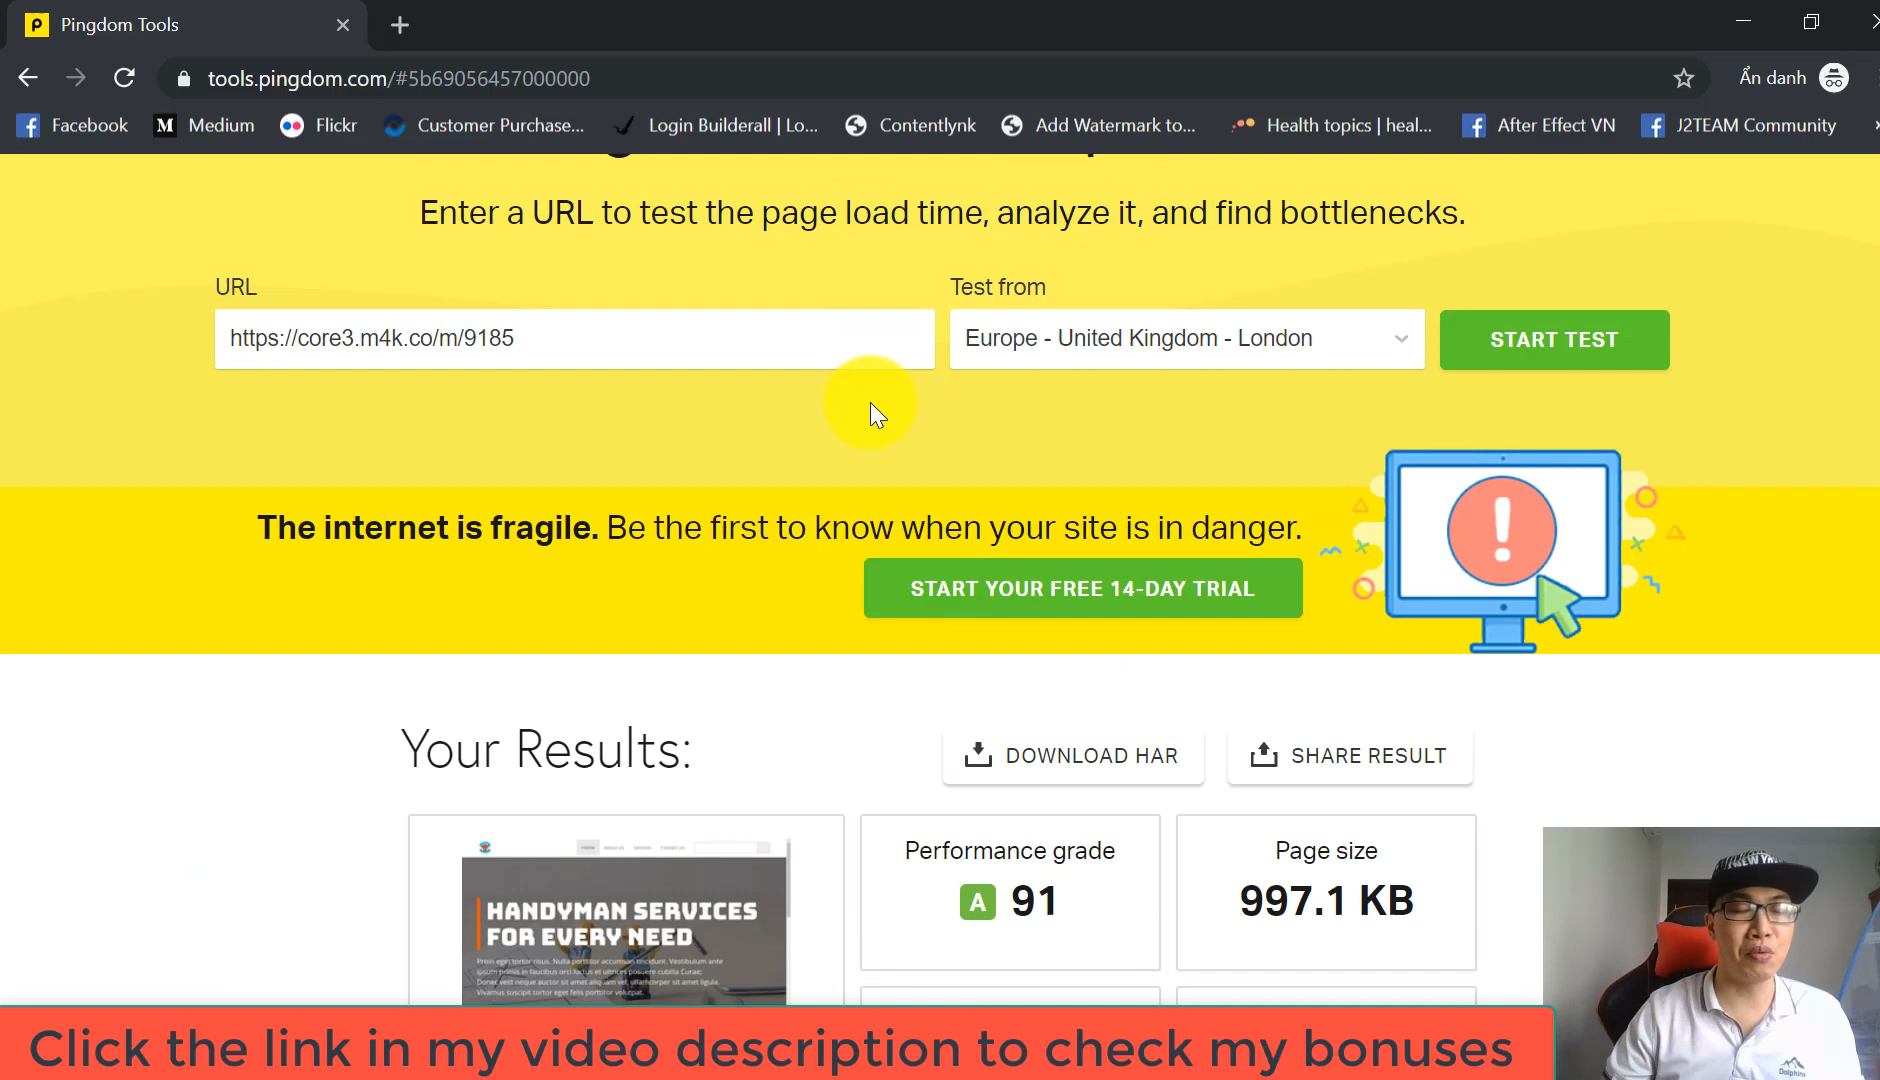 Pingdom Tools
tools.pingdom.com/#5b69056457000000
Ẩn danh
Facebook
Medium
Flickr
Customer Purchase...
Login Builderall | Lo...
Contentlynk
Add Watermark to...
Health topics | heal...
After Effect VN
J2TEAM Community
Enter a URL to test the page load time, analyze it, and find bottlenecks.
URL
Test from
https://core3.m4k.co/m/9185
Europe - United Kingdom - London
START TEST
The internet is fragile. Be the first to know when your site is in danger.
START YOUR FREE 14-DAY TRIAL
Your Results:
DOWNLOAD HAR
SHARE RESULT
Performance grade
A 91
Page size
997.1 KB
HANDYMAN SERVICES
FOR EVERY NEED
NEW YO
Dolphins
Click the link in my video description to check my bonuses